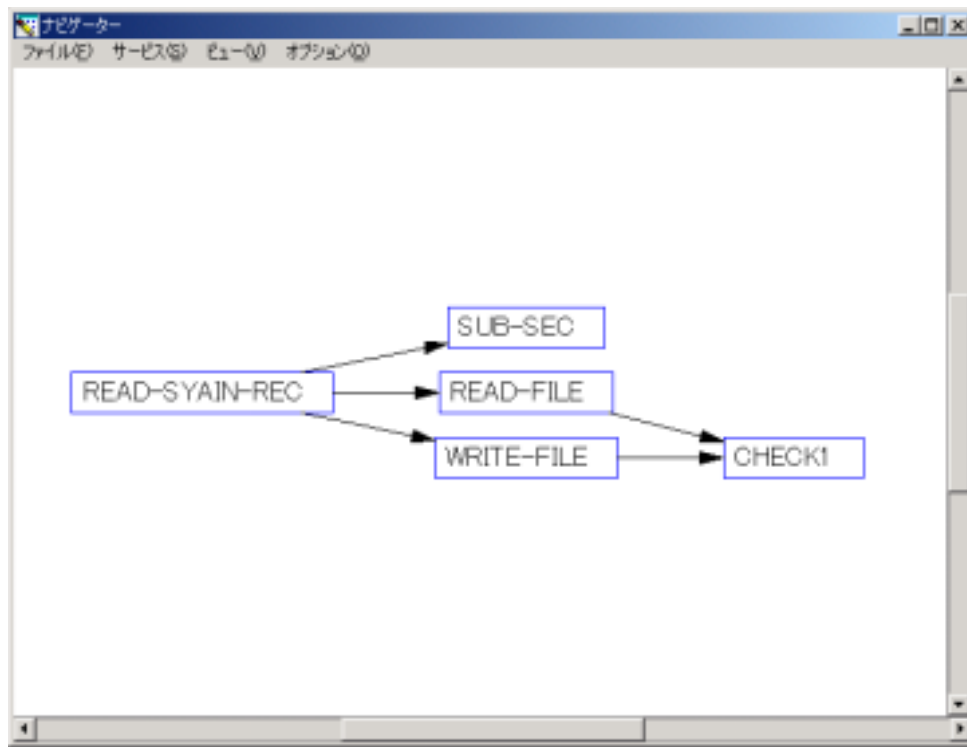 ナビゲーター
ファイル(F) サービス(S) ビュー(V) オプション(O)
SUB-SEC
READ-SYAIN-REC
READ-FILE
WRITE-FILE
CHECK1